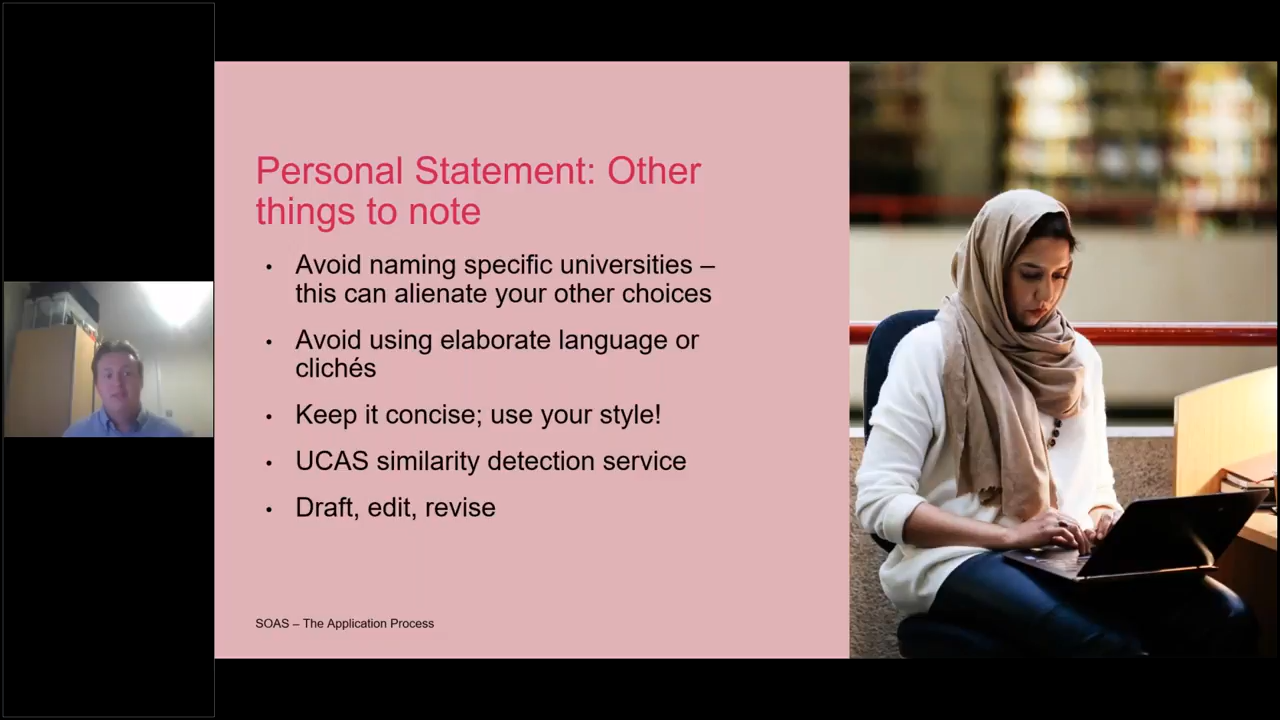 Personal Statement: Other
things to note
• Avoid naming specific universities –
this can alienate your other choices
• Avoid using elaborate language or
clichés
• Keep it concise; use your style!
• UCAS similarity detection service
• Draft, edit, revise
SOAS – The Application Process